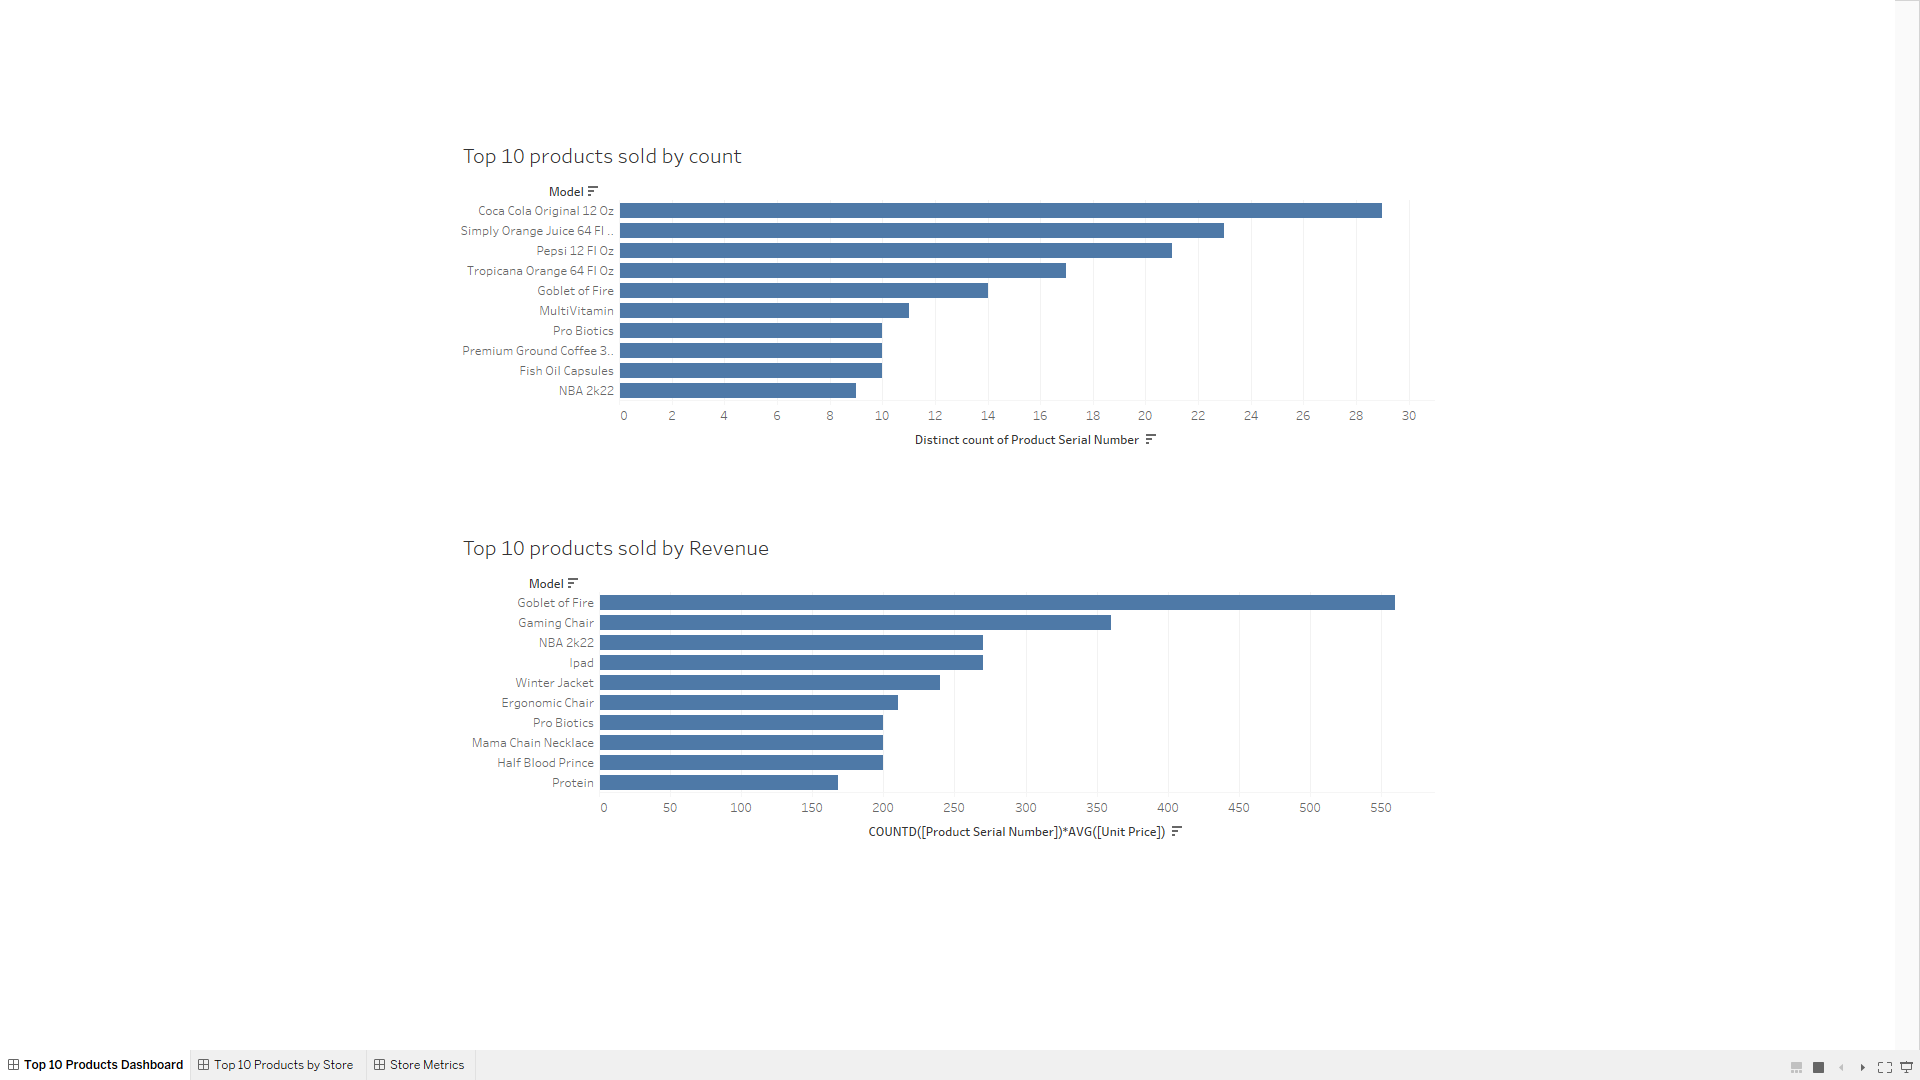 Top 10 products sold by count
Model
Coca Cola Original 12 Oz
Simply Orange Juice 64 Fl ..
Pepsi 12 Fl Oz
Tropicana Orange 64 Fl Oz
Goblet of Fire
MultiVitamin
Pro Biotics
Premium Ground Coffee 3..
Fish Oil Capsules
NBA 2k22
0 2 4 6 8 10 12 14 16 18 20 22 24 26 28 30
Distinct count of Product Serial Number
Top 10 products sold by Revenue
Model
Goblet of Fire
Gaming Chair
NBA 2k22
Ipad
Winter Jacket
Ergonomic Chair
Pro Biotics
Mama Chain Necklace
Half Blood Prince
Protein
0 50 100 150 200 250 300 350 400 450 500 550
COUNTD([Product Serial Number])*AVG([Unit Price])
Top 10 Products Dashboard Top 10 Products by Store Store Metrics